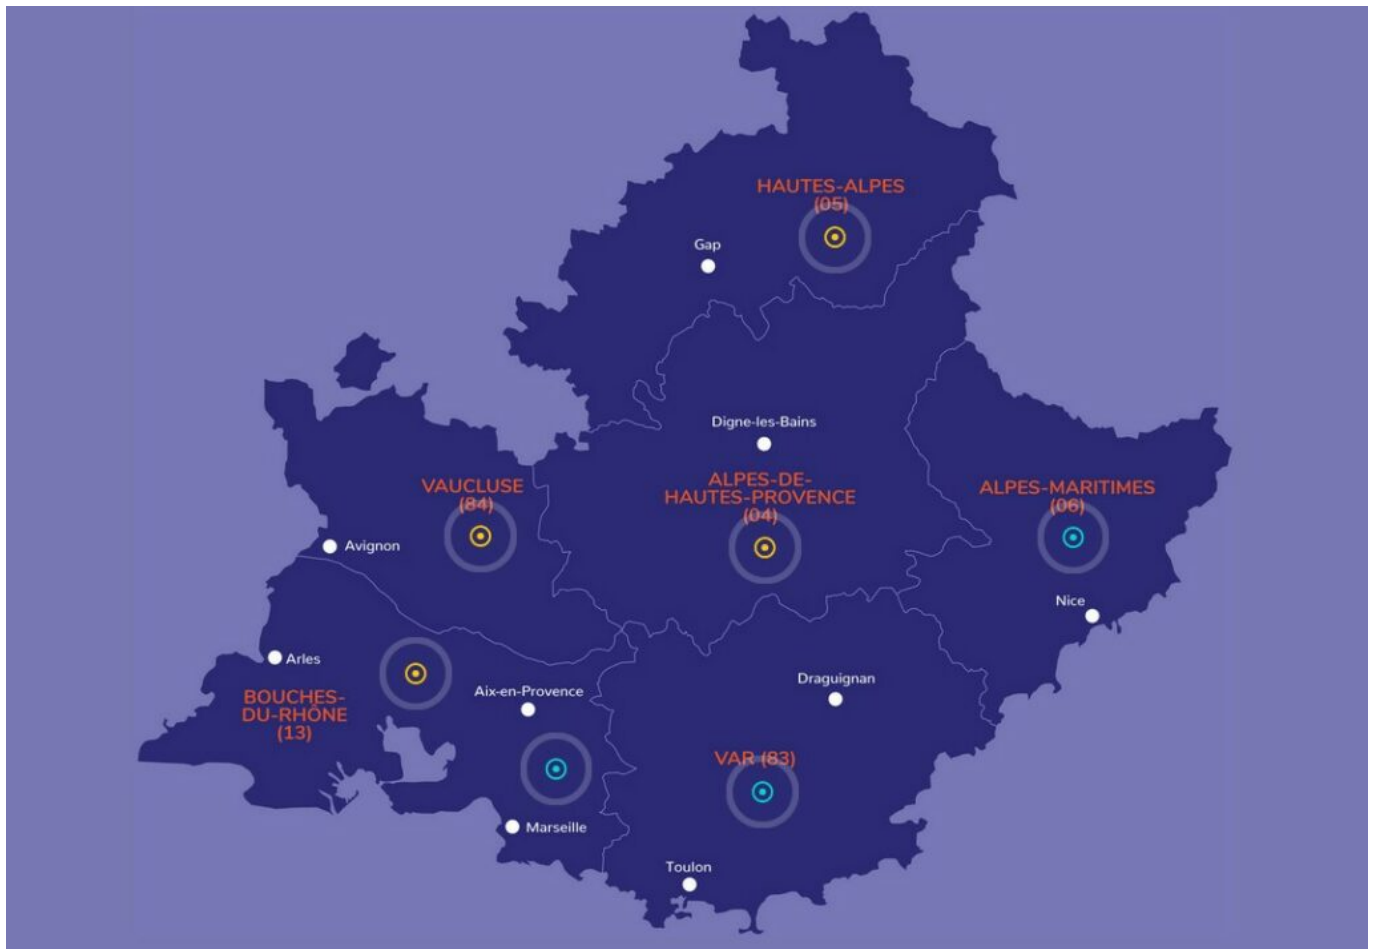 HAUTES-ALPES
(05)
Gap
Digne-les-Bains
VAUCLUSE
(84)
ALPES-DE-
HAUTES-PROVENCE
(04)
ALPES-MARITIMES
(06)
Avignon
Nice
Arles
BOUCHES-
DU-RHÔNE
(13)
Aix-en-Provence
Draguignan
VAR (83)
Marseille
Toulon